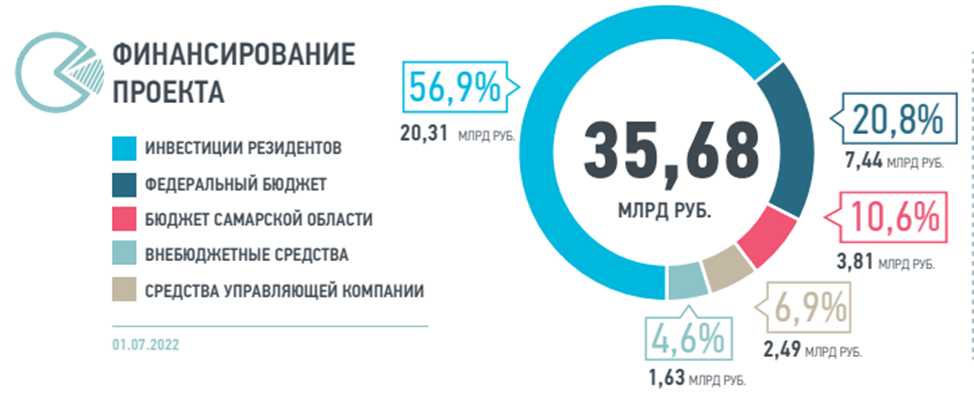 ФИНАНСИРОВАНИЕ
ПРОЕКТА
ИНВЕСТИЦИИ РЕЗИДЕНТОВ
ФЕДЕРАЛЬНЫЙ БЮДЖЕТ
БЮДЖЕТ САМАРСКОЙ ОБЛАСТИ
ВНЕБЮДЖЕТНЫЕ СРЕДСТВА
СРЕДСТВА УПРАВЛЯЮЩЕЙ КОМПАНИИ
01.07.2022
56,9%
20,31 МЛРД РУБ.
35,68
МЛРД РУБ.
20,8%
7,44 МЛРД РУБ.
10,6%
3,81 МЛРД РУБ.
6,9%
2,49 МЛРД РУБ.
4,6%
1,63 МЛРД РУБ.